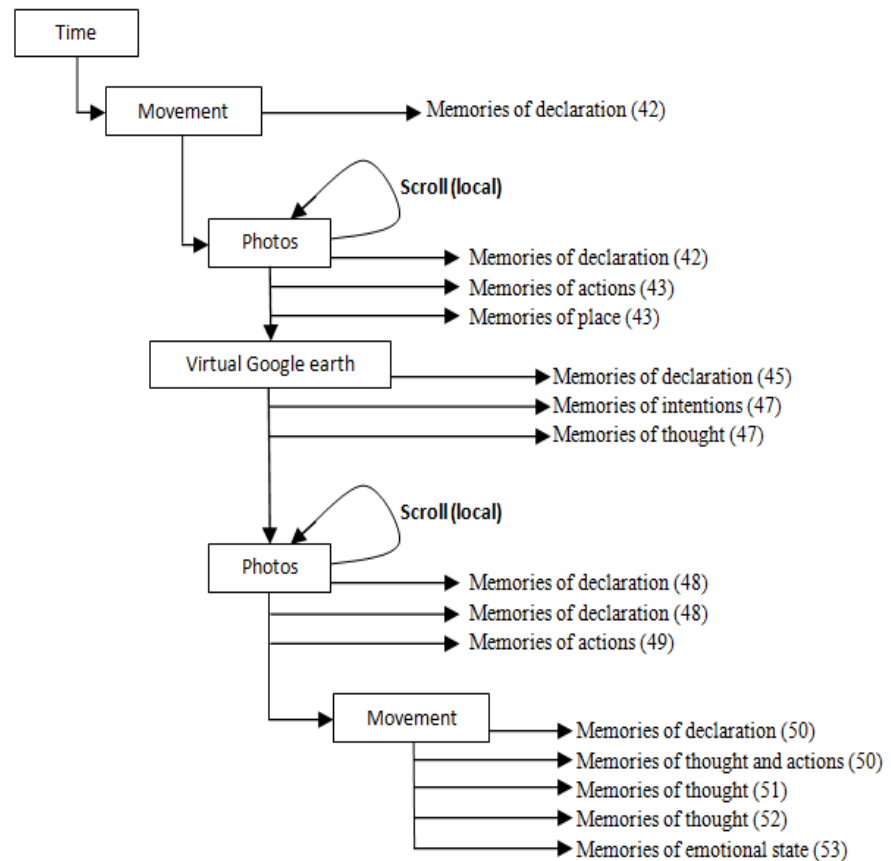 Time
Movement
Memories of declaration (42)
Scroll (local)
Photos
Memories of declaration (42)
Memories of actions (43)
Memories of place (43)
Virtual Google earth
Memories of declaration (45)
Memories of intentions (47)
Memories of thought (47)
Scroll (local)
Photos
Memories of declaration (48)
Memories of declaration (48)
Memories of actions (49)
Movement
Memories of declaration (50)
Memories of thought and actions (50)
Memories of thought (51)
Memories of thought (52)
Memories of emotional state (53)